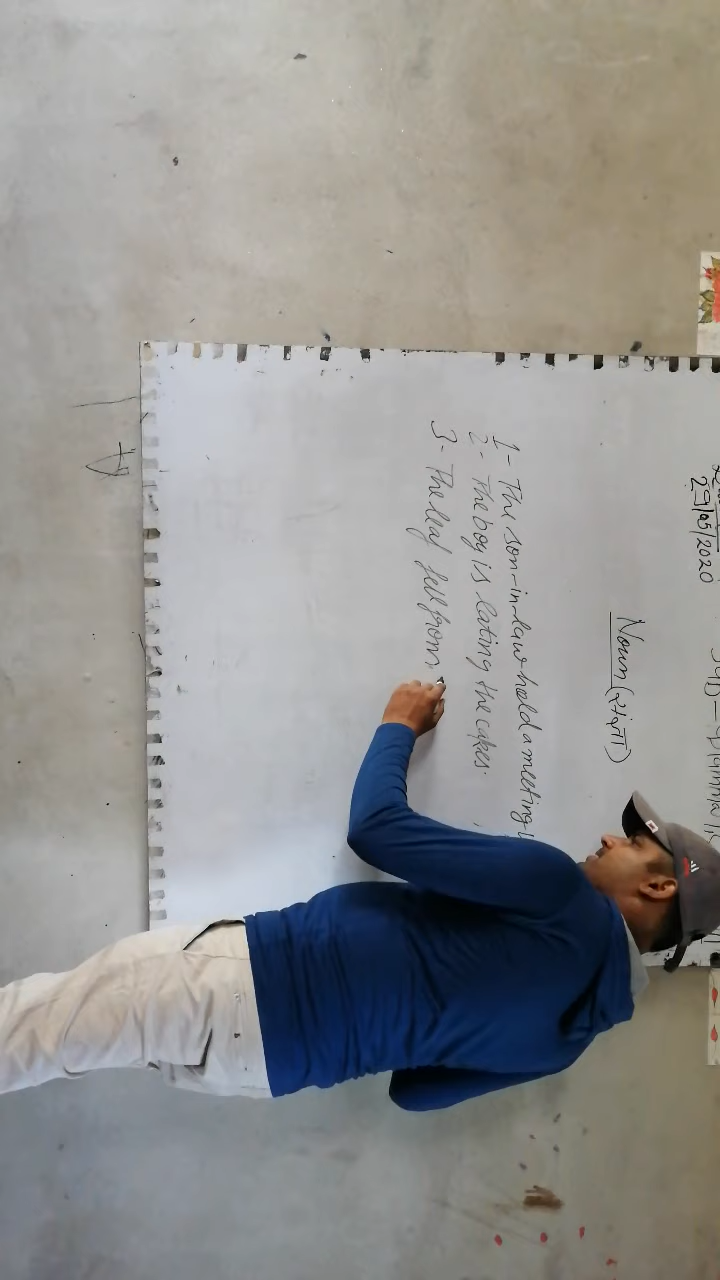 29/05/2020
Noun (संज्ञा)
1- The son-in-law held a meeting
2- The boy is eating the cakes.
3- The leaf fell from